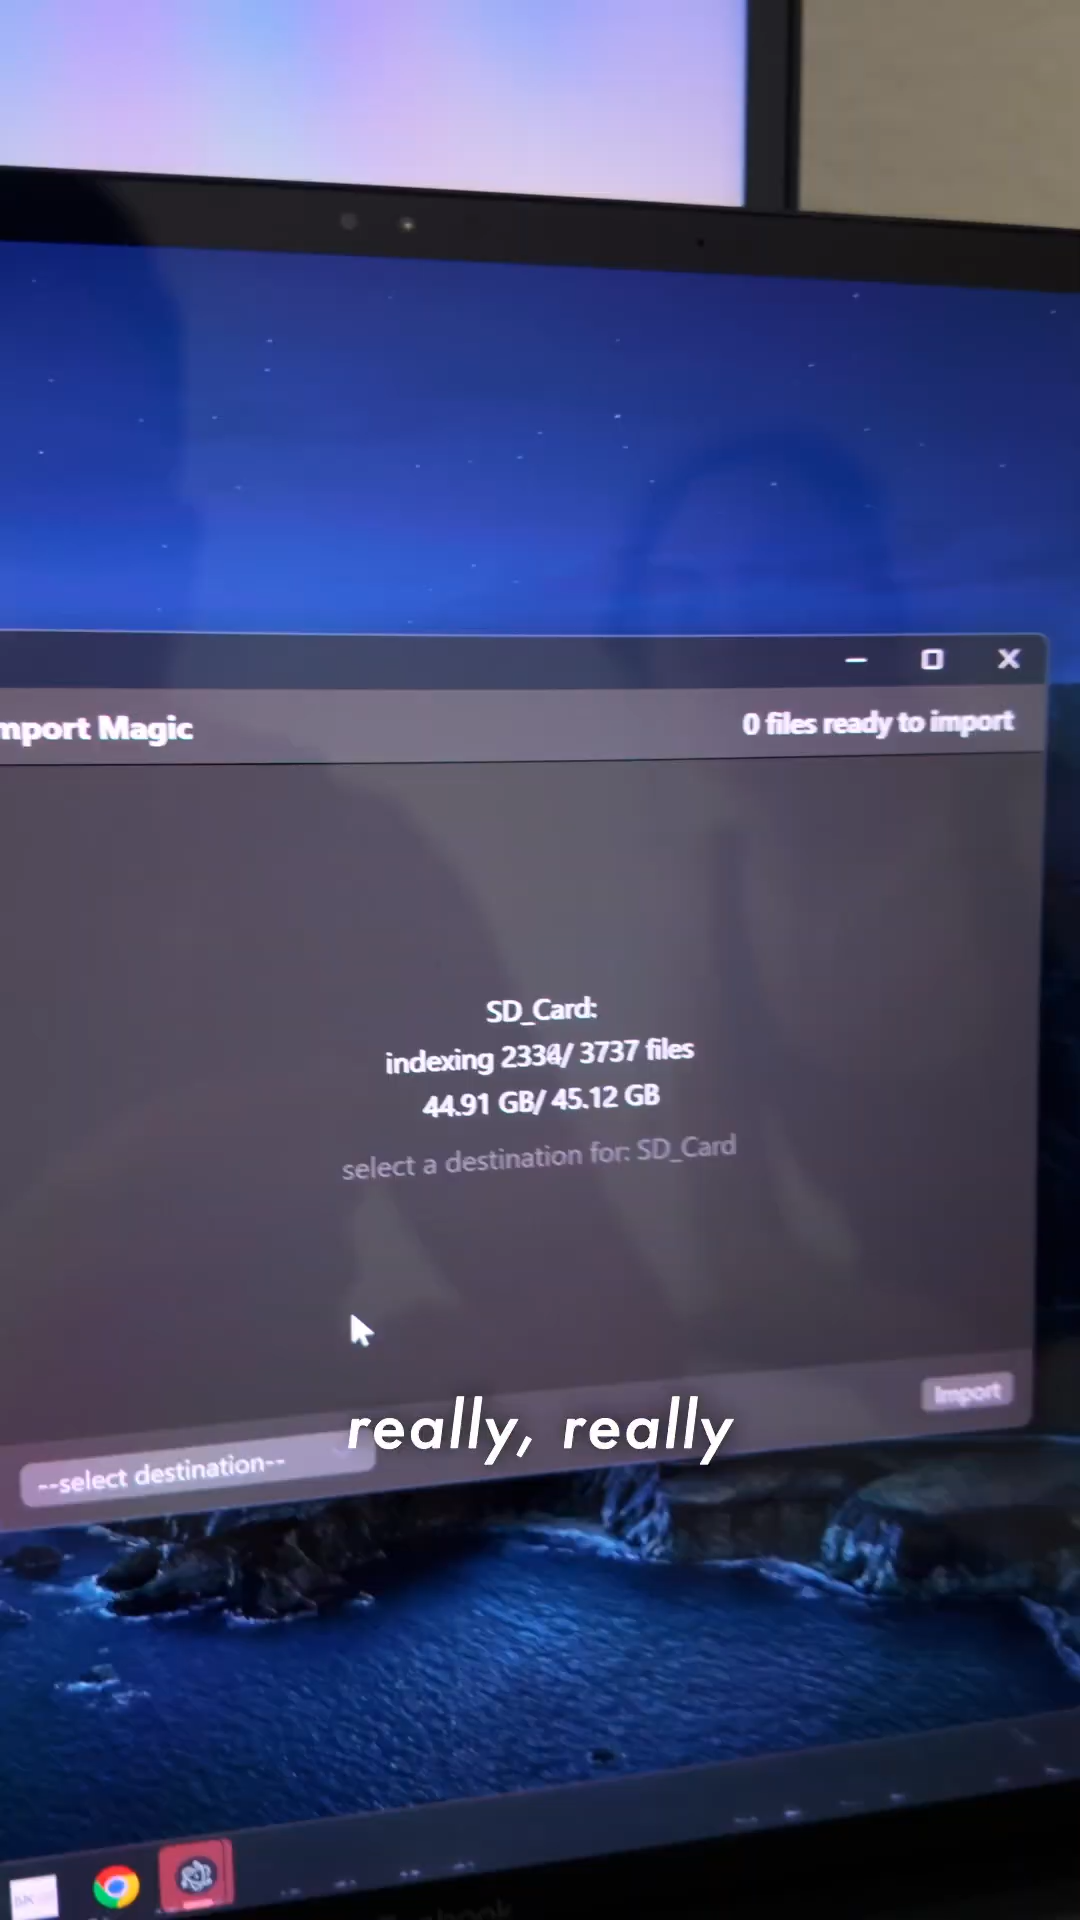 mport Magic
0 files ready to import
SD_Card:
indexing 2334/ 3737 files
44.91 GB/ 45.12 GB
select a destination for: SD_Card
Import
really, really
--select destination--